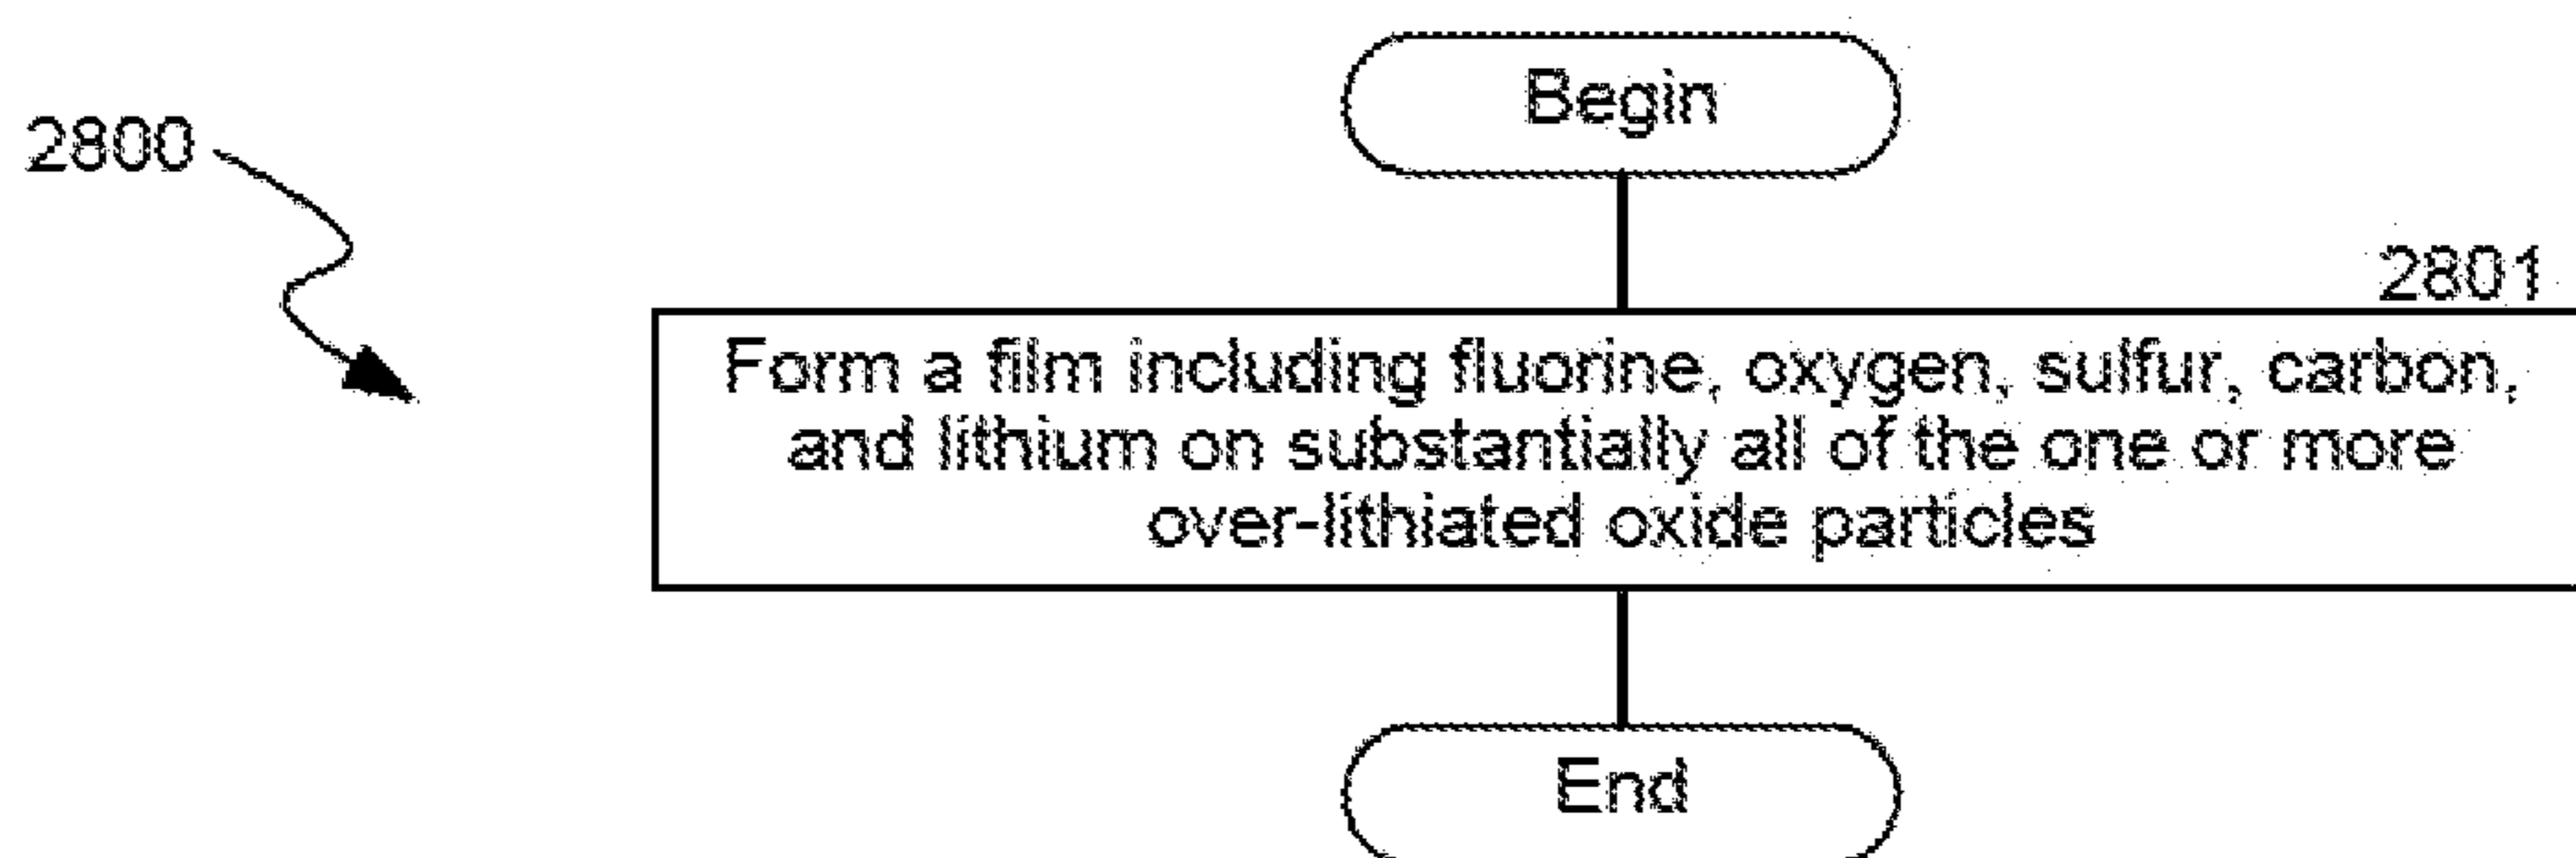 Begin
2800
2801
Form a film including fluorine, oxygen, sulfur, carbon,
and lithium on substantially all of the one or more
over-lithiated oxide particles
End